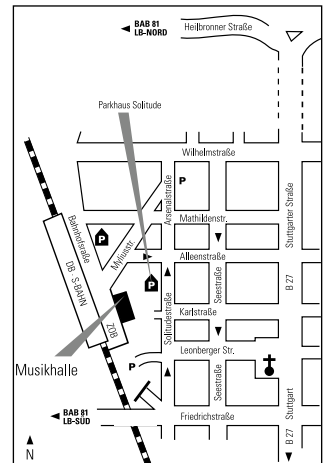 BAB 81
LB-NORD
Heilbronner Straße
Parkhaus Solitude
Wilhelmstraße
P
Arsenalstraße
Stuttgarter Straße
Mathildenstr.
Bahnhofstraße
P
Myliusstr.
Alleenstraße
DB - S-BAHN
P
Seestraße
B 27
Solitudestraße
Karlstraße
ZOB
Leonberger Str.
Musikhalle
P
Seestraße
BAB 81
LB-SÜD
Friedrichstraße
Stuttgart
B 27
N